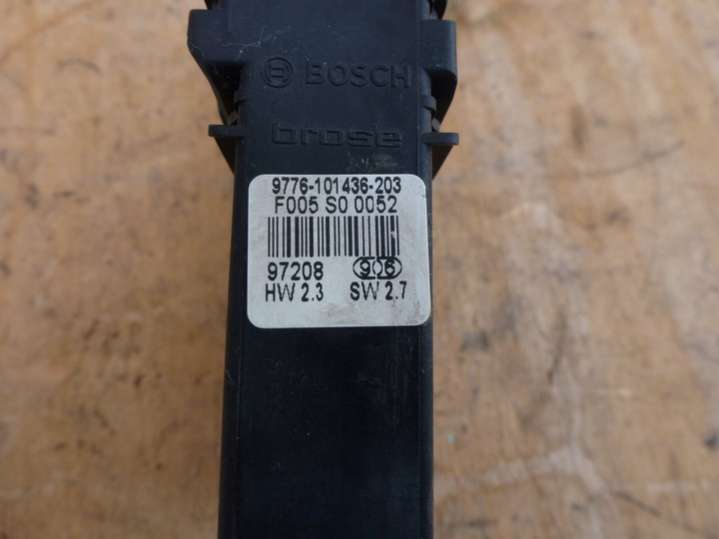 BOSCH
brose
9776-101436-203
F005 S0 0052
97208 906
HW 2.3 SW 2.7